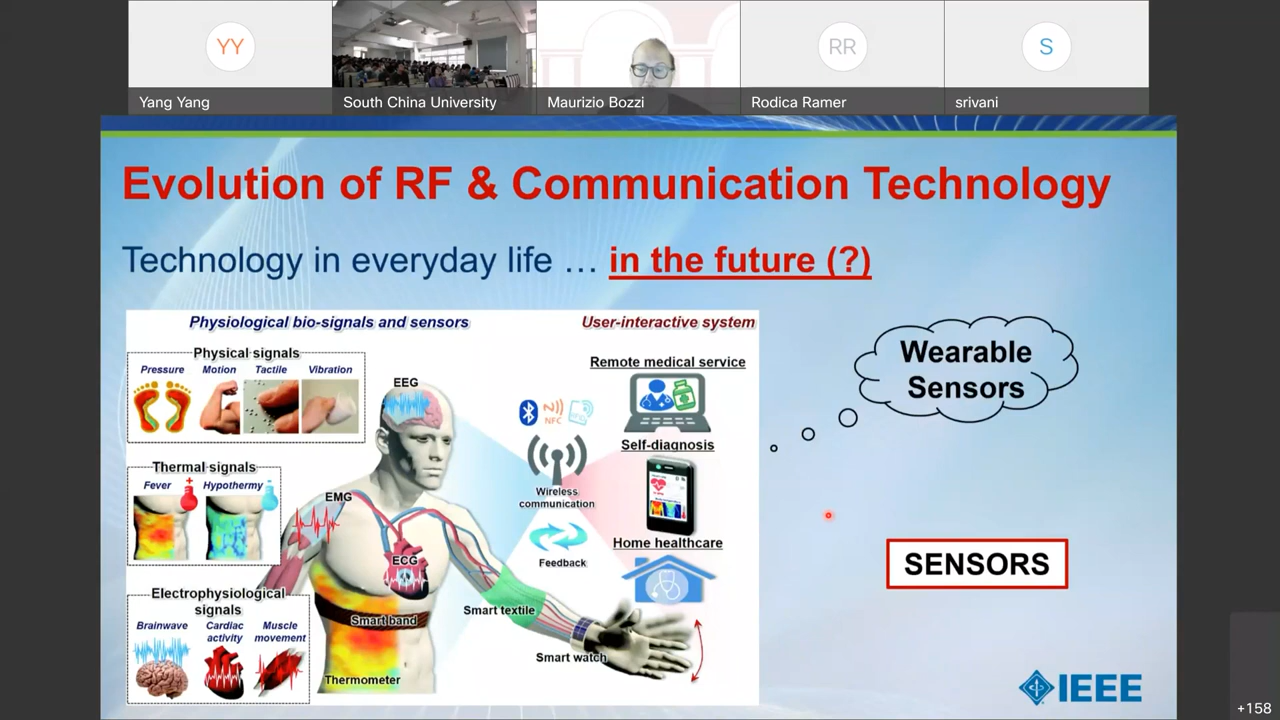 YY
RR
S
Yang Yang
South China University
Maurizio Bozzi
Rodica Ramer
srivani
Evolution of RF & Communication Technology
Technology in everyday life … in the future (?)
Physiological bio-signals and sensors
User-interactive system
Physical signals
Pressure
Motion
Tactile
Vibration
Thermal signals
Fever
Hypothermy
Electrophysiological
signals
Brainwave
Cardiac
activity
Muscle
movement
EEG
EMG
ECG
Smart band
Thermometer
Smart textile
Smart watch
NFC
Wireless
communication
Feedback
Remote medical service
Self-diagnosis
Home healthcare
Wearable
Sensors
SENSORS
IEEE
+158